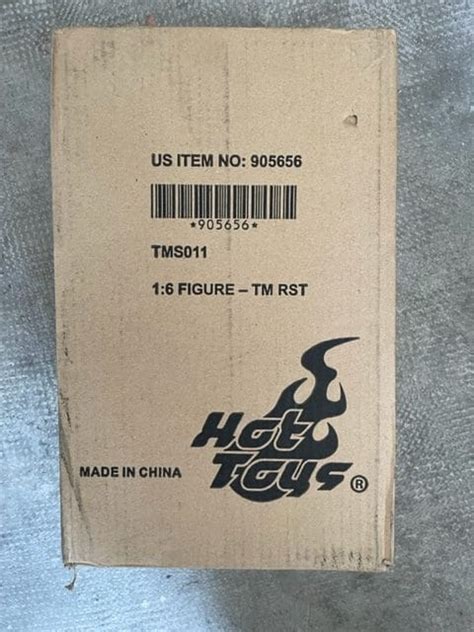 US ITEM NO: 905656
*905656*
TMS011
1:6 FIGURE – TM RST
Hot
Toys ®
MADE IN CHINA